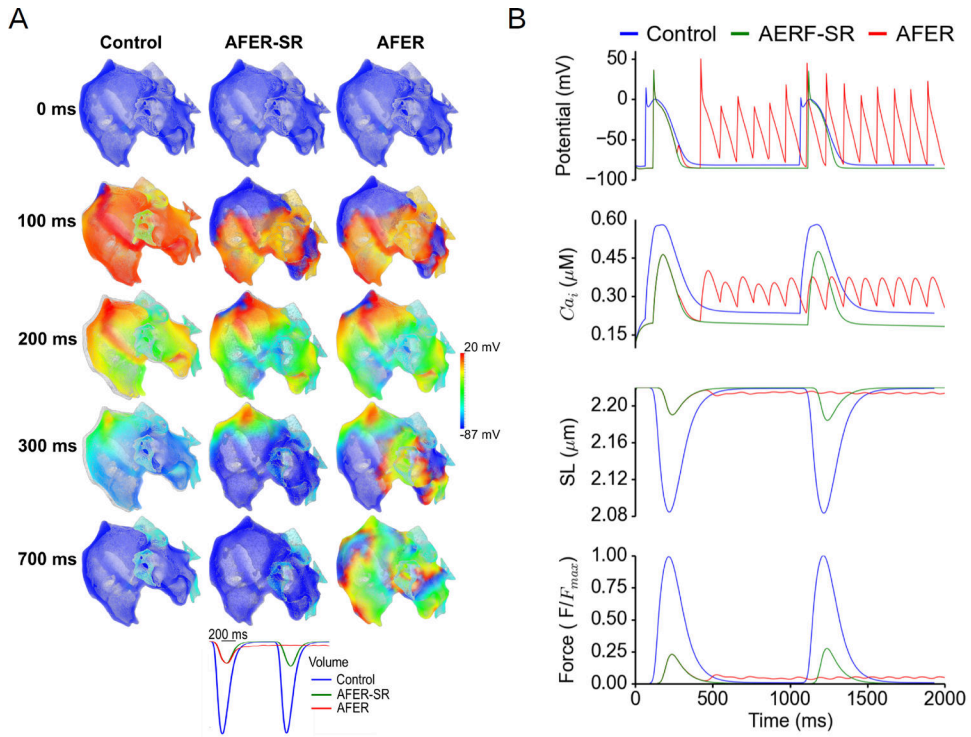 A
Control AFER-SR AFER
0 ms
100 ms
200 ms
20 mV
-87 mV
300 ms
700 ms
200 ms
Volume
Control
AFER-SR
AFER
B
Control AERF-SR AFER
Potential (mV)
50
0
−50
−100
Ca_i (μM)
0.60
0.45
0.30
0.15
SL (μm)
2.20
2.16
2.12
2.08
Force ( F/F_max)
1.00
0.75
0.50
0.25
0.00
0 500 1000 1500 2000
Time (ms)